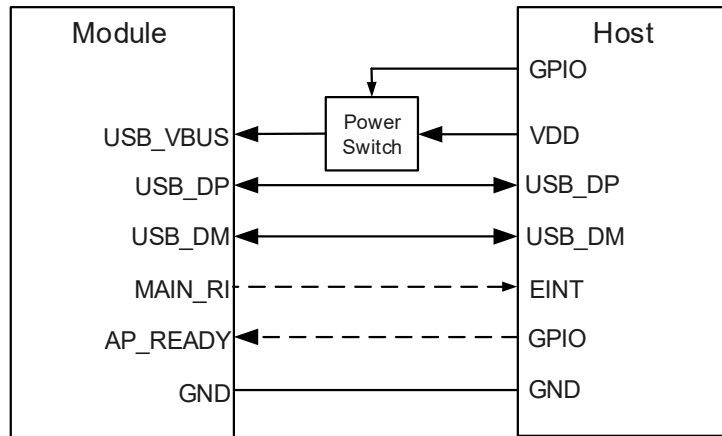 Module
Host
GPIO
USB_VBUS
Power
Switch
VDD
USB_DP
USB_DP
USB_DM
USB_DM
MAIN_RI
EINT
AP_READY
GPIO
GND
GND